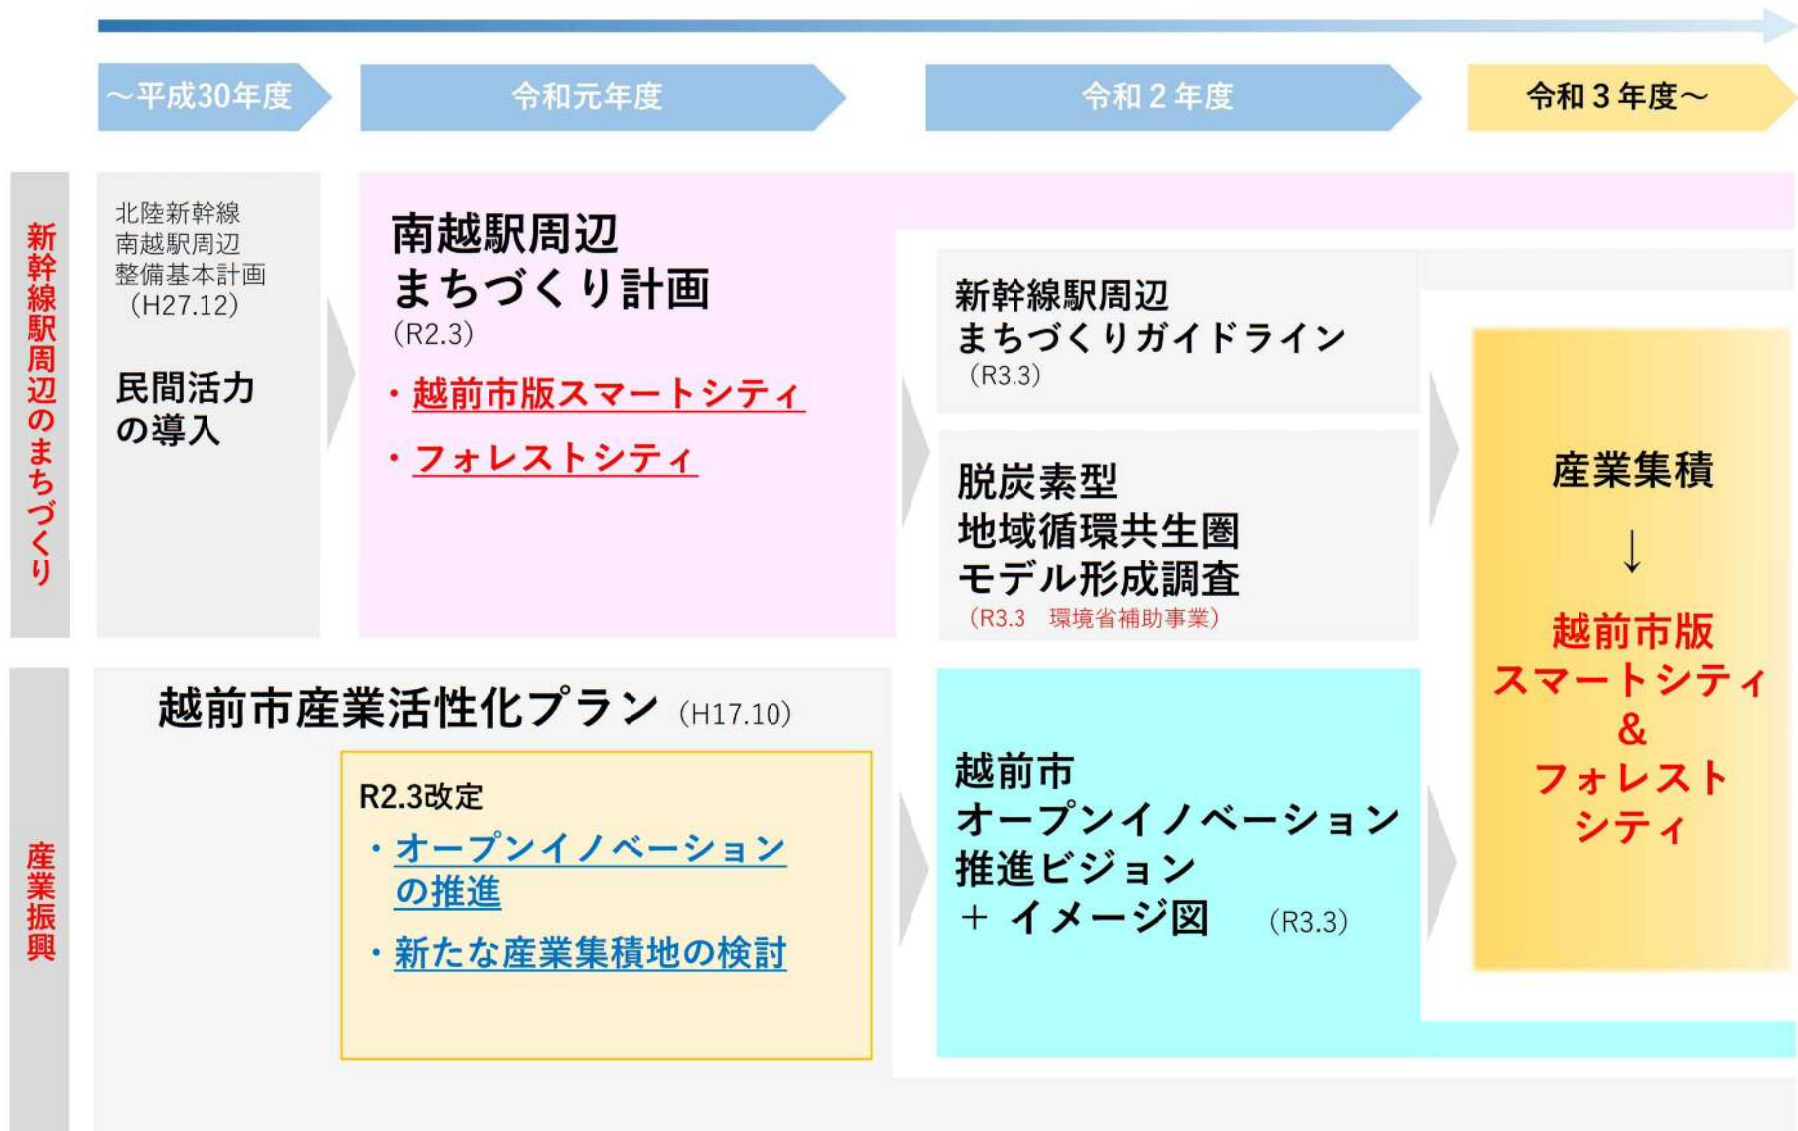 ～平成30年度
令和元年度
令和２年度
令和３年度～
新幹線駅周辺のまちづくり
北陸新幹線
南越駅周辺
整備基本計画
（H27.12）
民間活力
の導入
南越駅周辺
まちづくり計画
（R2.3）
・越前市版スマートシティ
・フォレストシティ
新幹線駅周辺
まちづくりガイドライン
（R3.3）
脱炭素型
地域循環共生圏
モデル形成調査
（R3.3　環境省補助事業）
産業集積
↓
越前市版
スマートシティ
&
フォレスト
シティ
産業振興
越前市産業活性化プラン（H17.10）
R2.3改定
・オープンイノベーション
の推進
・新たな産業集積地の検討
越前市
オープンイノベーション
推進ビジョン
＋ イメージ図　（R3.3）